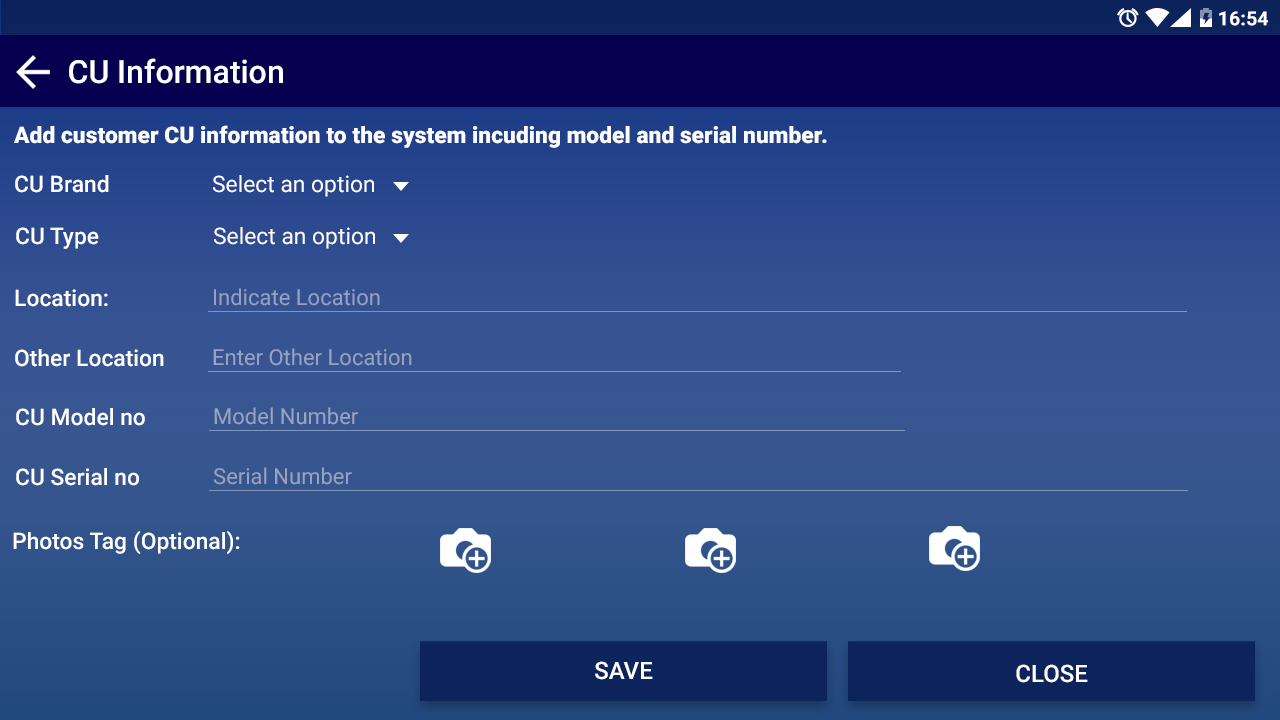 16:54
CU Information
Add customer CU information to the system incuding model and serial number.
CU Brand Select an option
CU Type Select an option
Location: Indicate Location
Other Location Enter Other Location
CU Model no Model Number
CU Serial no Serial Number
Photos Tag (Optional):
SAVE CLOSE